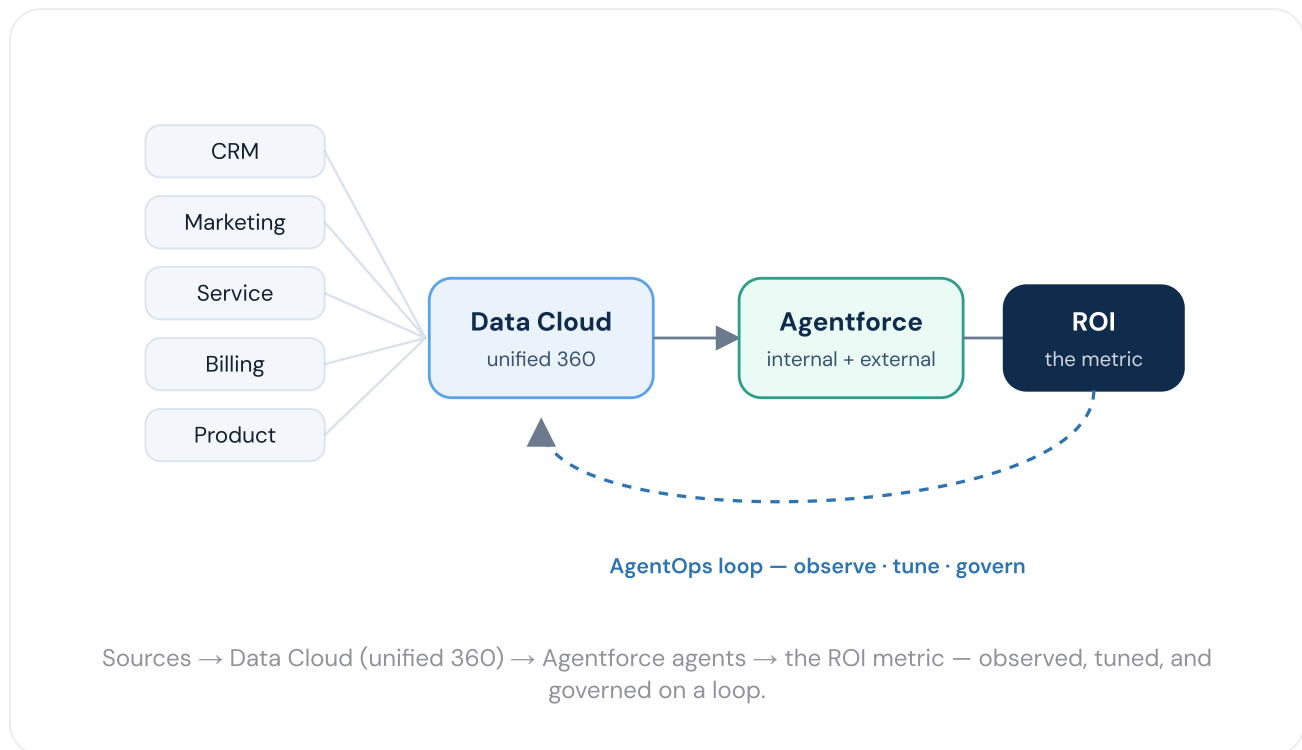 CRM
Marketing
Service
Billing
Product
Data Cloud
unified 360
Agentforce
internal + external
ROI
the metric
AgentOps loop — observe · tune · govern
Sources → Data Cloud (unified 360) → Agentforce agents → the ROI metric — observed, tuned, and
governed on a loop.